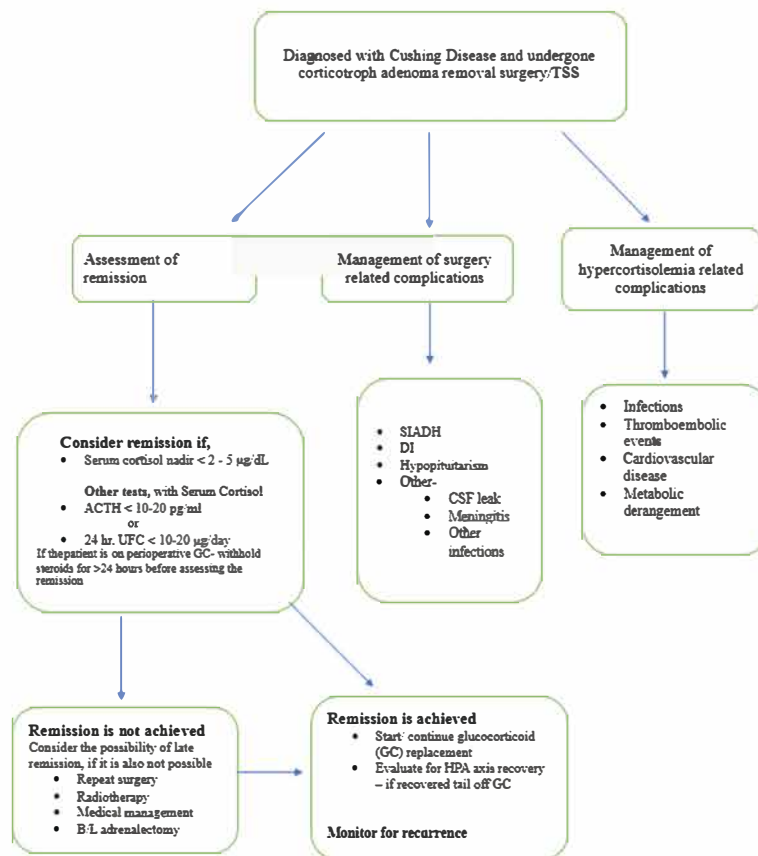 Diagnosed with Cushing Disease and undergone
corticotroph adenoma removal surgery/TSS
Assessment of
remission
Management of surgery
related complications
Management of
hypercortisolemia related
complications
Consider remission if,
• Serum cortisol nadir < 2 - 5 µg/dL
Other tests, with Serum Cortisol
• ACTH < 10-20 pg/ml
or
• 24 hr. UFC < 10-20 µg/day
If thepatient is on perioperative GC- withhold
steroids for >24 hours before assessing the
remission
• SIADH
• DI
• Hypopitutarism
• Other-
• CSF leak
• Meningitis
• Other
infections
• Infections
• Thromboembolic
events
• Cardiovascular
disease
• Metabolic
derangement
Remission is not achieved
Consider the possibility of late
remission, if it is also not possible
• Repeat surgery
• Radiotherapy
• Medical management
• B/L adrenalectomy
Remission is achieved
• Start/ continue glucocorticoid
(GC) replacement
• Evaluate for HPA axis recovery
– if recovered tail off GC
Monitor for recurrence